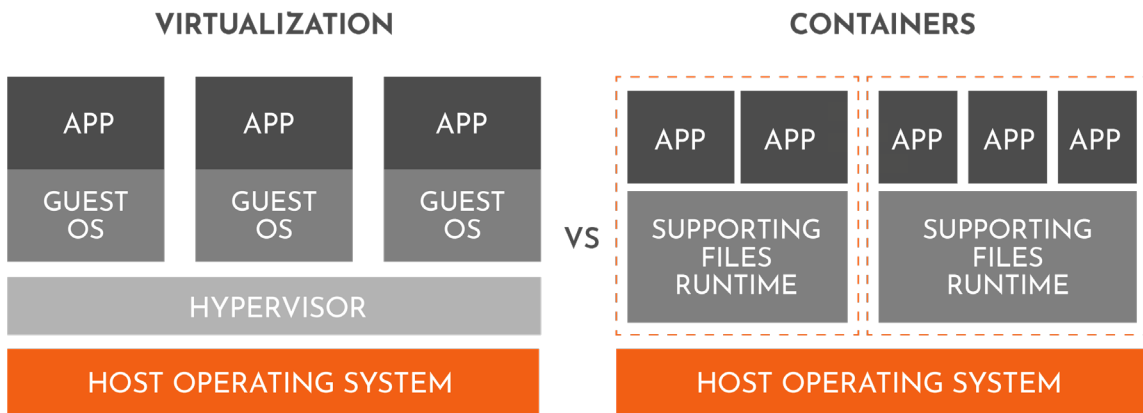 VIRTUALIZATION
APP
APP
APP
GUEST
OS
GUEST
OS
GUEST
OS
HYPERVISOR
HOST OPERATING SYSTEM
VS
CONTAINERS
APP
APP
APP
APP
APP
SUPPORTING
FILES
RUNTIME
SUPPORTING
FILES
RUNTIME
HOST OPERATING SYSTEM